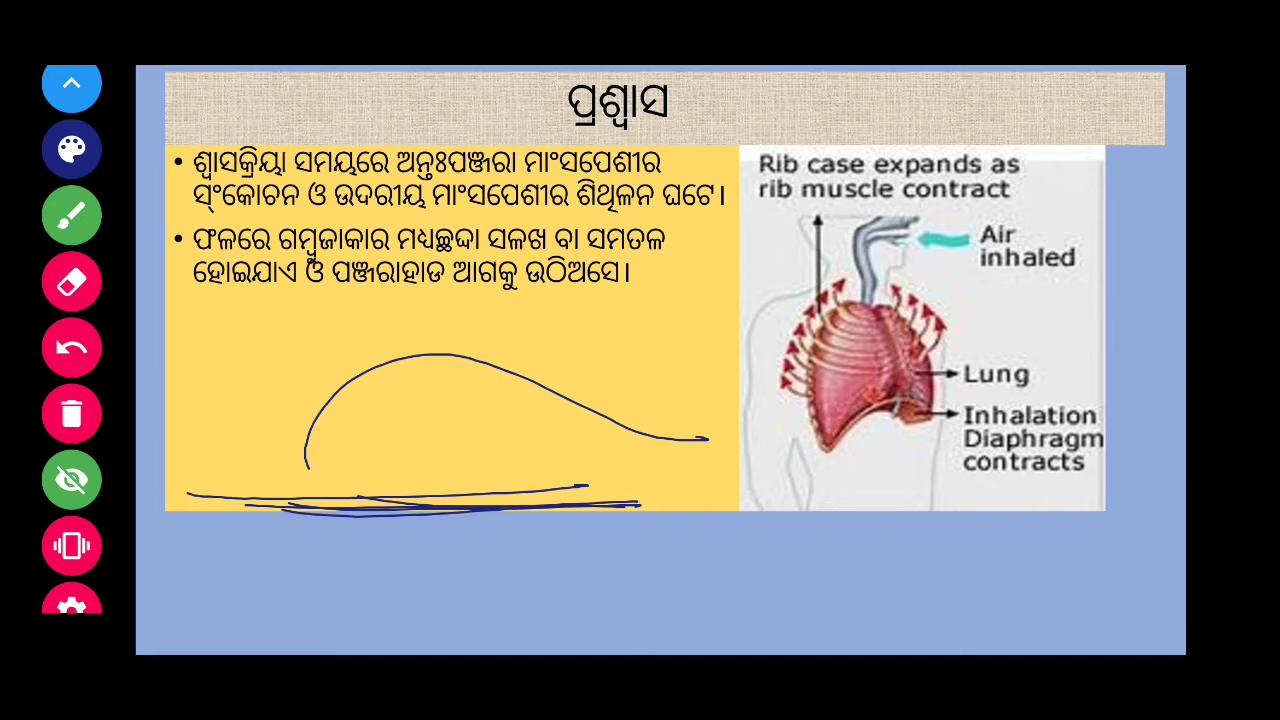 ପ୍ରଶ୍ୱାସ
• ଶ୍ୱାସକ୍ରିୟା ସମୟରେ ଅନ୍ତଃପଞ୍ଜରା ମାଂସପେଶୀର
ସଂକୋଚନ ଓ ଉଦରୀୟ ମାଂସପେଶୀର ଶିଥିଳନ ଘଟେ।
• ଫଳରେ ଗମ୍ବୁଜାକାର ମଧ୍ୟଚ୍ଛଦା ସଳଖ ବା ସମତଳ
ହୋଇଯାଏ ଓ ପଞ୍ଜରାହାଡ ଆଗକୁ ଉଠିଅସେ।
Rib case expands as
rib muscle contract
Air
inhaled
Lung
Inhalation
Diaphragm
contracts